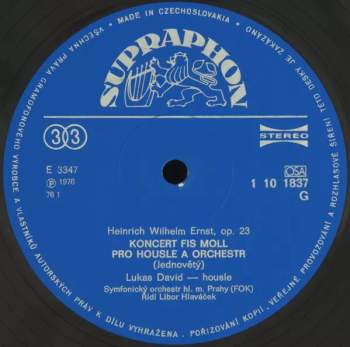 MADE IN CZECHOSLOVAKIA
SUPRAPHON
33
STEREO
E 3347
Ⓟ 1976
76 1
OSA
1 10 1837
G
Heinrich Wilhelm Ernst, op. 23
KONCERT FIS MOLL
PRO HOUSLE A ORCHESTR
(Jednovětý)
Lukas David — housle
Symfonický orchestr hl. m. Prahy (FOK)
Řídí Libor Hlaváček
VŠECHNA PRÁVA GRAMOFONOVÉHO VÝROBCE A VLASTNÍKŮ AUTORSKÝCH PRÁV K DÍLU VYHRAŽENA. POŘIZOVÁNÍ KOPIÍ, VEŘEJNÉ PROVOZOVÁNÍ A ROZHLASOVÉ ŠÍŘENÍ TÉTO DESKY JE ZAKÁZÁNO